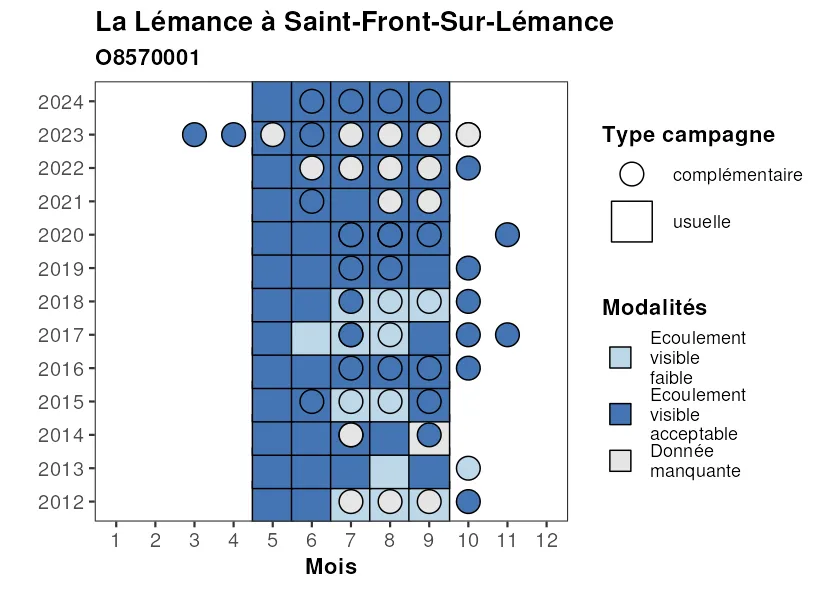 La Lémance à Saint-Front-Sur-Lémance
O8570001
2024
2023
2022
2021
2020
2019
2018
2017
2016
2015
2014
2013
2012
1 2 3 4 5 6 7 8 9 10 11 12
Mois
Type campagne
complémentaire
usuelle
Modalités
Ecoulement
visible
faible
Ecoulement
visible
acceptable
Donnée
manquante